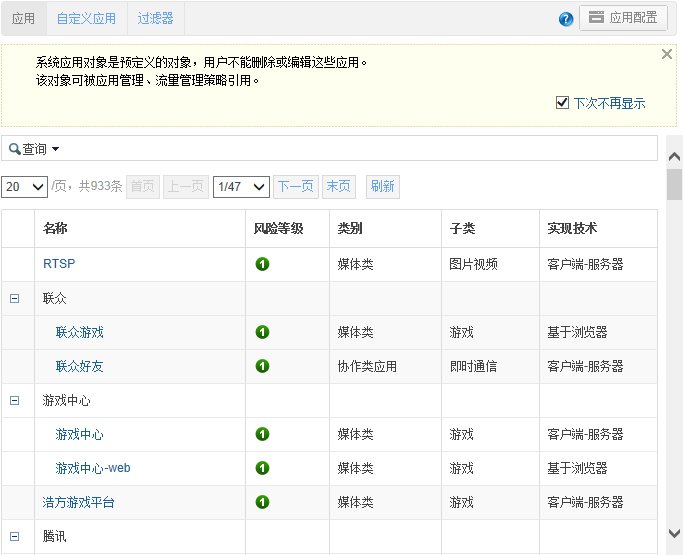 应用 自定义应用 过滤器 ? 应用配置
系统应用对象是预定义的对象，用户不能删除或编辑这些应用。
该对象可被应用管理、流量管理策略引用。
下次不再显示
查询
20 /页，共933条 首页 上一页 1/47 下一页 末页 刷新
名称 风险等级 类别 子类 实现技术
RTSP 1 媒体类 图片视频 客户端-服务器
联众
联众游戏 1 媒体类 游戏 基于浏览器
联众好友 1 协作类应用 即时通信 客户端-服务器
游戏中心
游戏中心 1 媒体类 游戏 客户端-服务器
游戏中心-web 1 媒体类 游戏 基于浏览器
浩方游戏平台 1 媒体类 游戏 客户端-服务器
腾讯